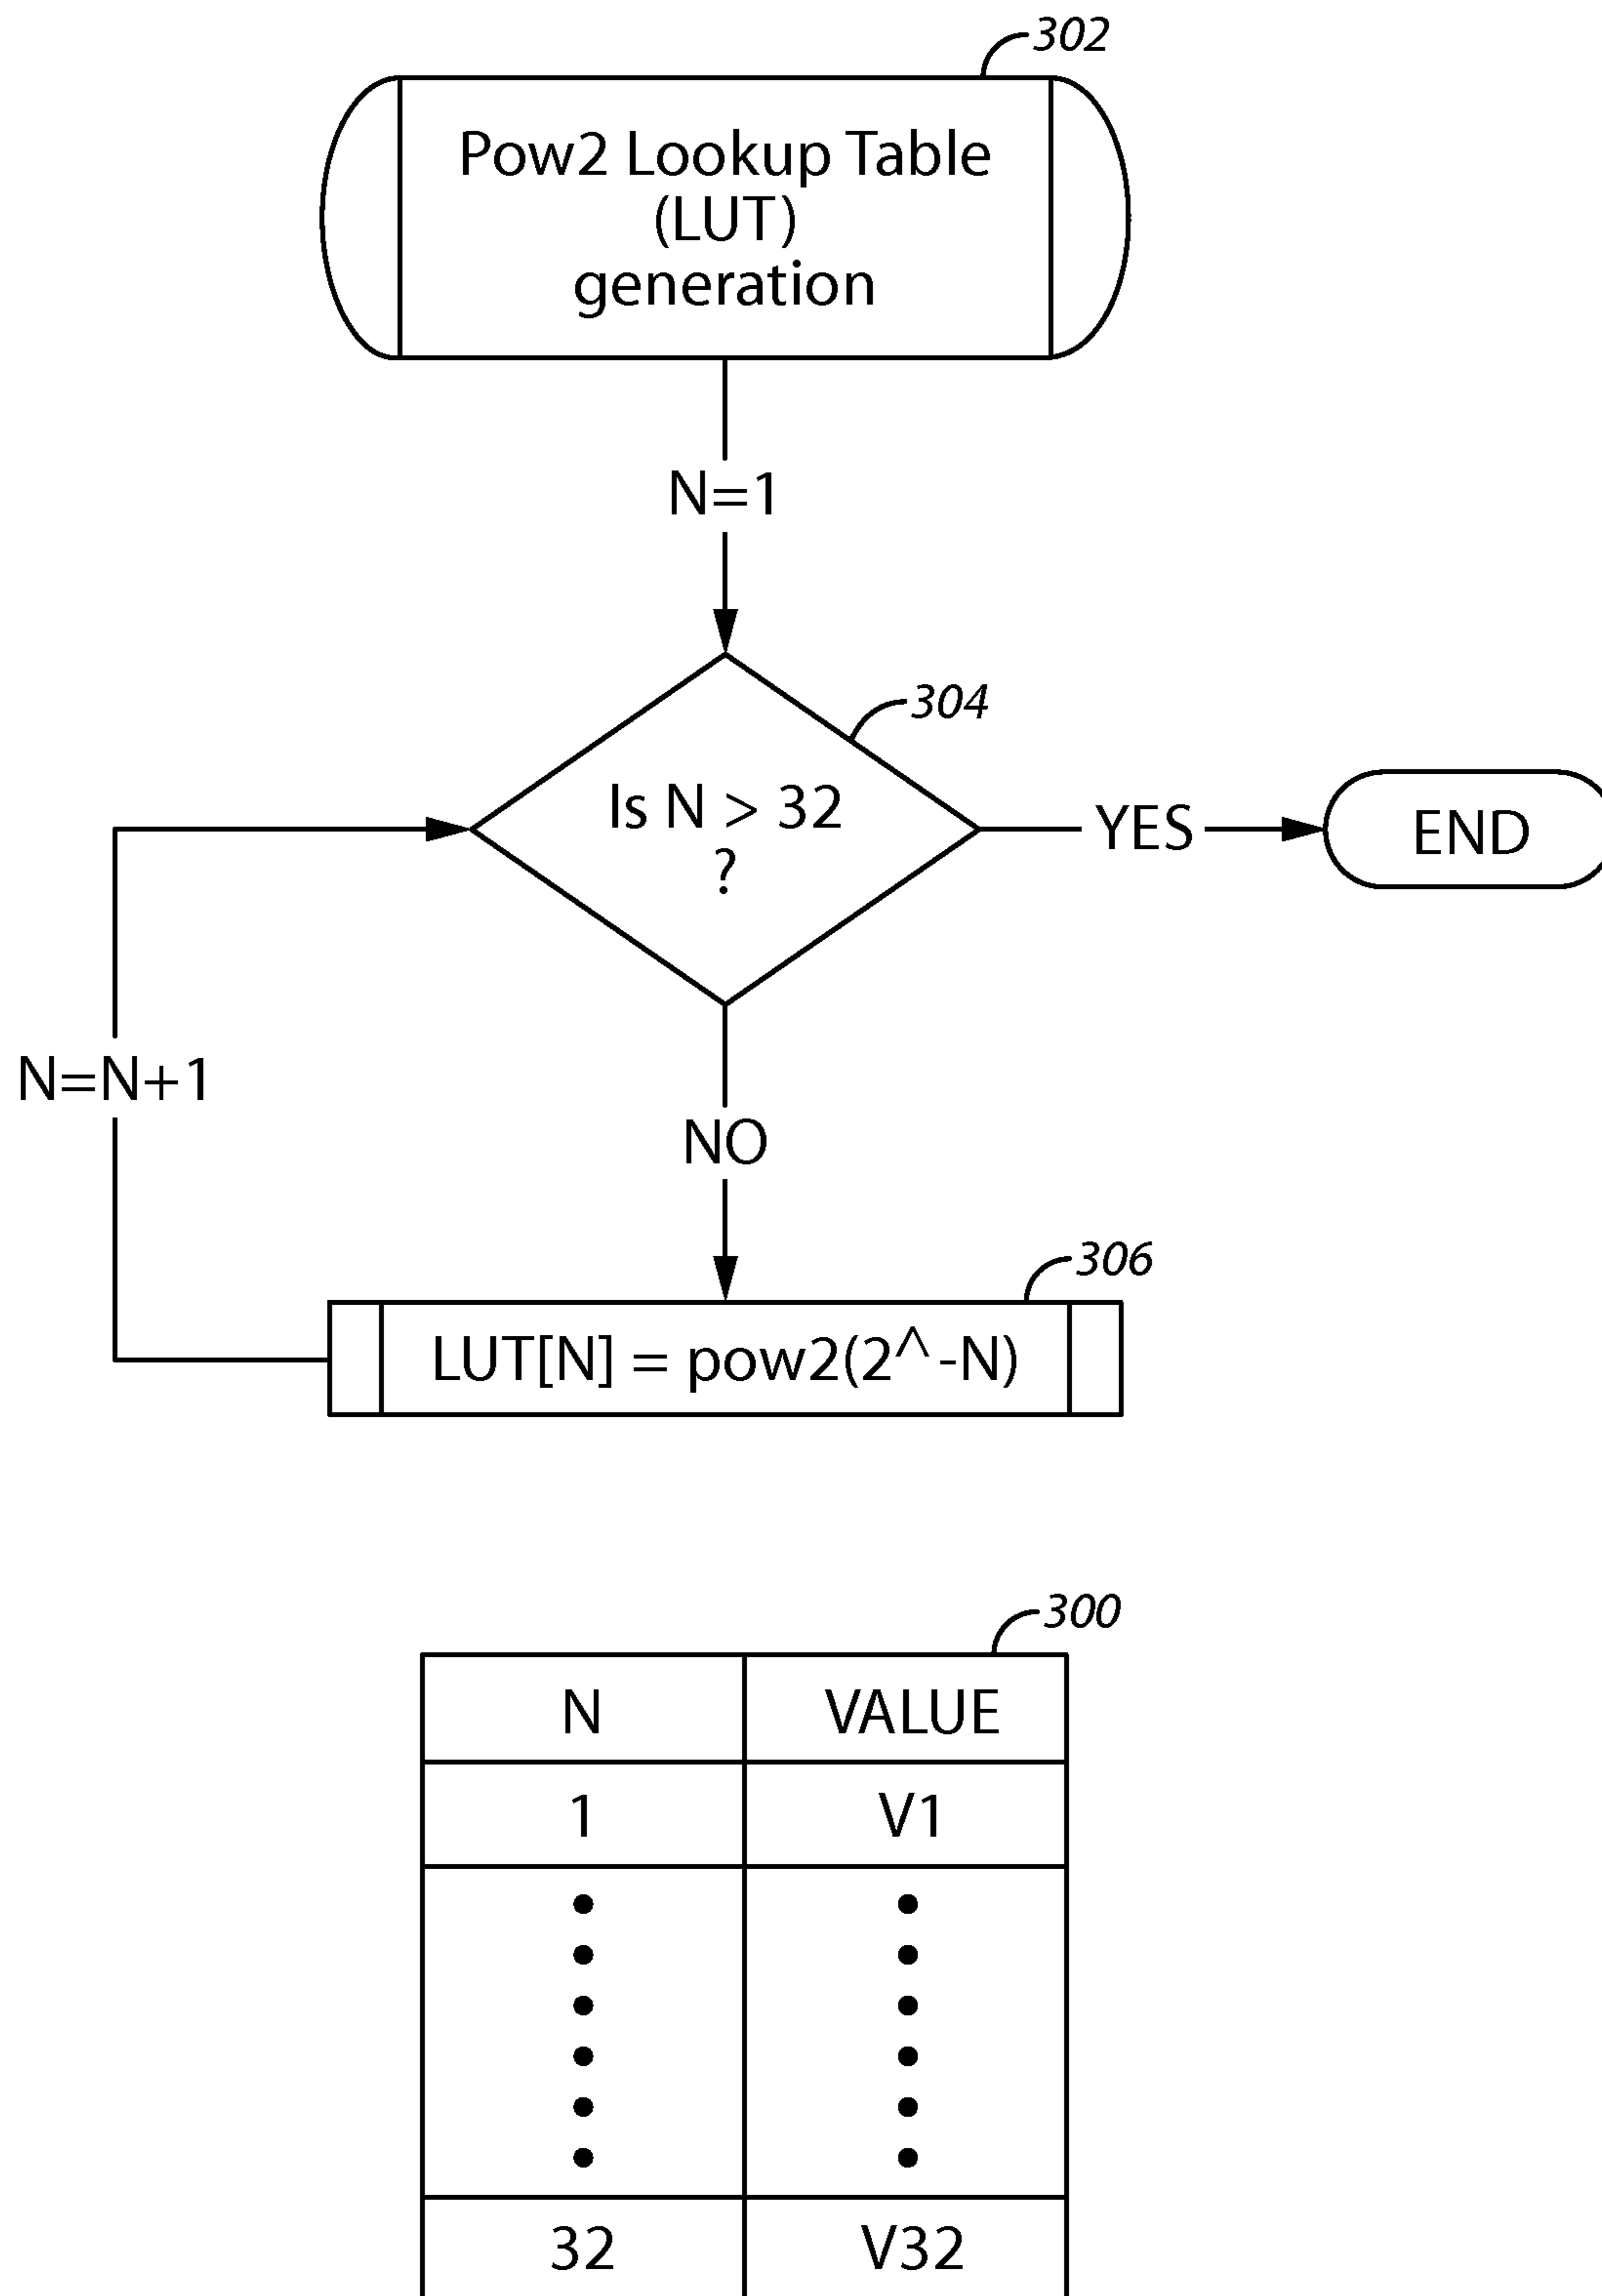 302
Pow2 Lookup Table
(LUT)
generation
N=1
304
Is N > 32
?
YES
END
N=N+1
NO
306
LUT[N] = pow2(2^-N)
300
N VALUE
1 V1
32 V32